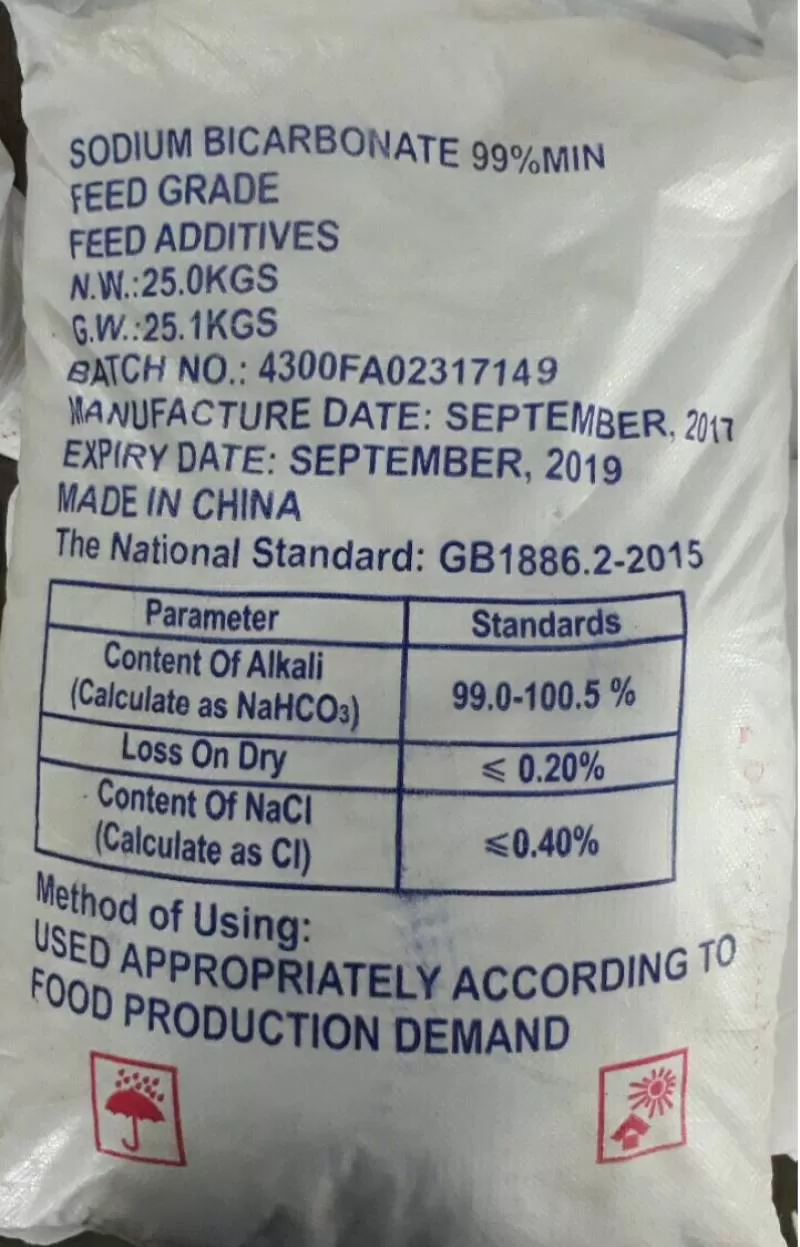 SODIUM BICARBONATE 99%MIN
FEED GRADE
FEED ADDITIVES
N.W.:25.0KGS
G.W.:25.1KGS
BATCH NO.: 4300FA02317149
MANUFACTURE DATE: SEPTEMBER, 2017
EXPIRY DATE: SEPTEMBER, 2019
MADE IN CHINA
The National Standard: GB1886.2-2015
Parameter Standards
Content Of Alkali
(Calculate as NaHCO₃) 99.0-100.5 %
Loss On Dry ≤ 0.20%
Content Of NaCl
(Calculate as Cl) ≤0.40%
Method of Using:
USED APPROPRIATELY ACCORDING TO
FOOD PRODUCTION DEMAND